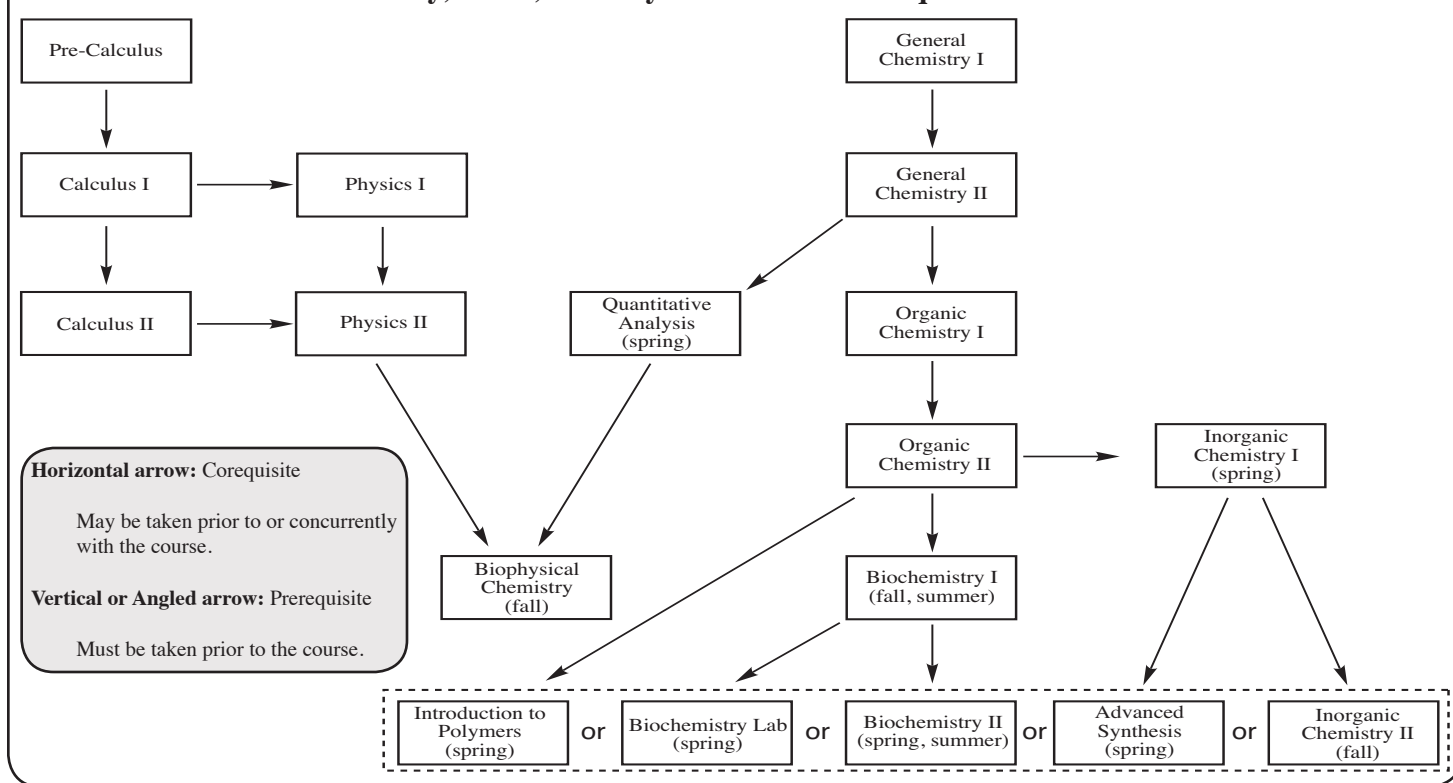 Pre-Calculus
General
Chemistry I
Calculus I
Physics I
General
Chemistry II
Calculus II
Physics II
Quantitative
Analysis
(spring)
Organic
Chemistry I
Organic
Chemistry II
Inorganic
Chemistry I
(spring)
Horizontal arrow: Corequisite
May be taken prior to or concurrently
with the course.
Vertical or Angled arrow: Prerequisite
Must be taken prior to the course.
Biophysical
Chemistry
(fall)
Biochemistry I
(fall, summer)
Introduction to
Polymers
(spring)
or
Biochemistry Lab
(spring)
or
Biochemistry II
(spring, summer)
or
Advanced
Synthesis
(spring)
or
Inorganic
Chemistry II
(fall)